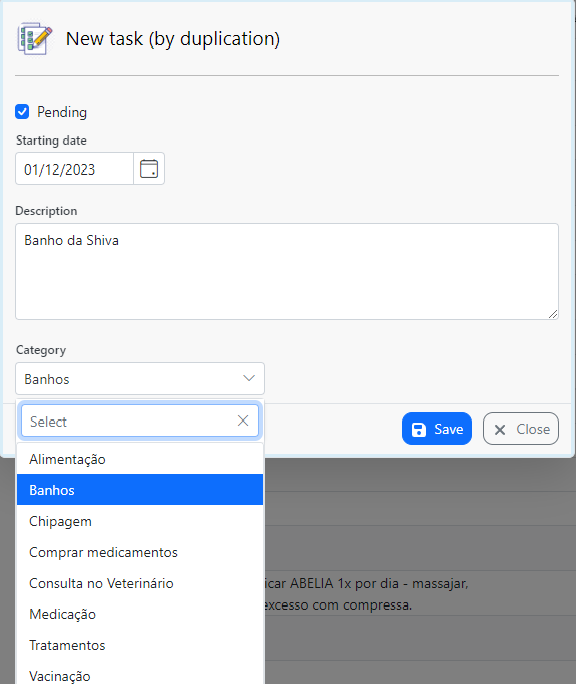 New task (by duplication)
Pending
Starting date
01/12/2023
Description
Banho da Shiva
Category
Banhos
Select
Save
Close
Alimentação
Banhos
Chipagem
Comprar medicamentos
Consulta no Veterinário
ABELIA 1x por dia - massajar,
Medicação
excesso com compressa.
Tratamentos
Vacinação